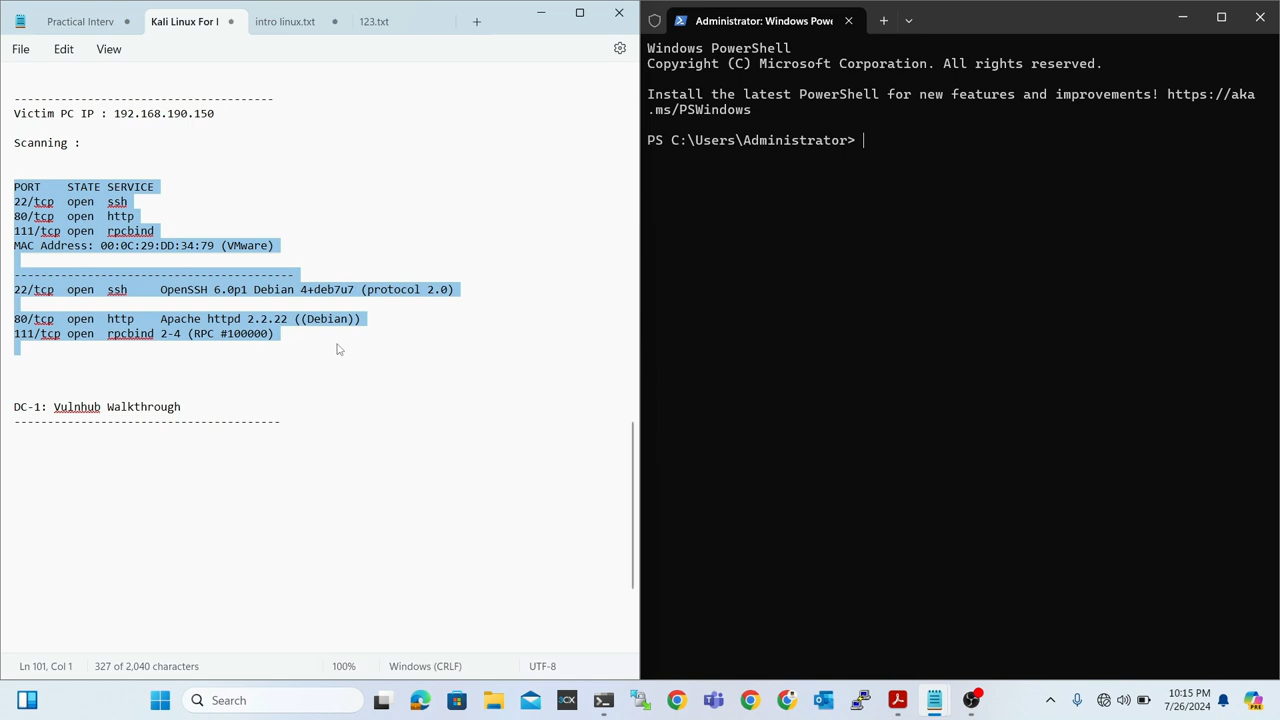 Practical Interv
Kali Linux For I
intro linux.txt
123.txt
File
Edit
View
---------------------------------------
Victim PC IP : 192.168.190.150
Scanning :
PORT    STATE SERVICE
22/tcp  open  ssh
80/tcp  open  http
111/tcp open  rpcbind
MAC Address: 00:0C:29:DD:34:79 (VMware)
------------------------------------------
22/tcp  open  ssh     OpenSSH 6.0p1 Debian 4+deb7u7 (protocol 2.0)
80/tcp  open  http    Apache httpd 2.2.22 ((Debian))
111/tcp open  rpcbind 2-4 (RPC #100000)
DC-1: Vulnhub Walkthrough
----------------------------------------
Ln 101, Col 1
327 of 2,040 characters
100%
Windows (CRLF)
UTF-8
Administrator: Windows Powe
Windows PowerShell
Copyright (C) Microsoft Corporation. All rights reserved.
Install the latest PowerShell for new features and improvements! https://aka
.ms/PSWindows
PS C:\Users\Administrator>
Search
3CX
10:15 PM
7/26/2024
PRE